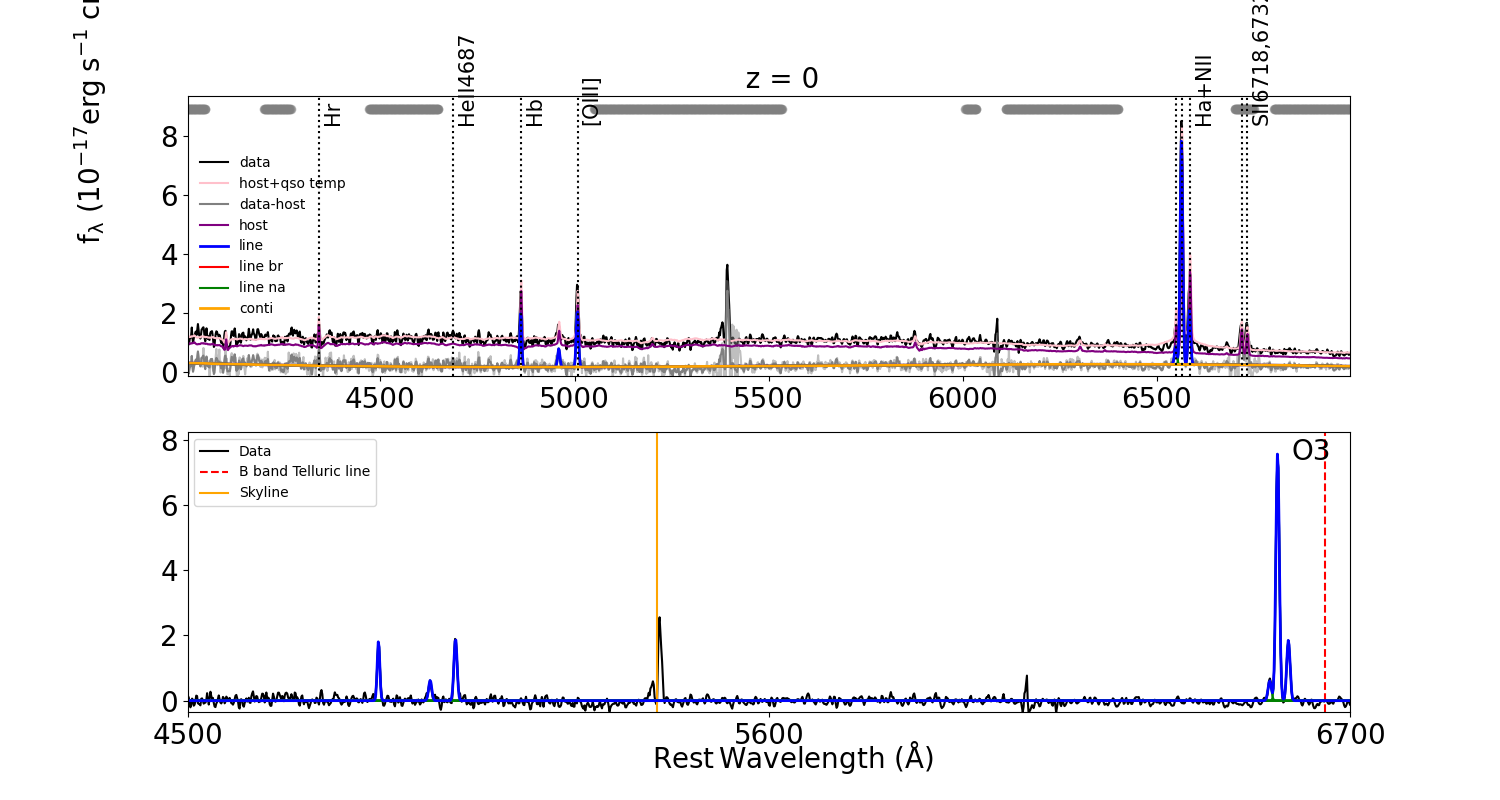 z = 0
f_λ (10^{-17} erg s^{-1} c
Hr
HeII4687
Hb
[OIII]
Ha+NII
SII6718,6732
8
6
4
2
0
data
host+qso temp
data-host
host
line
line br
line na
conti
4500
5000
5500
6000
6500
8
6
4
2
0
Data
B band Telluric line
Skyline
O3
4500
5600
6700
Rest Wavelength (Å)